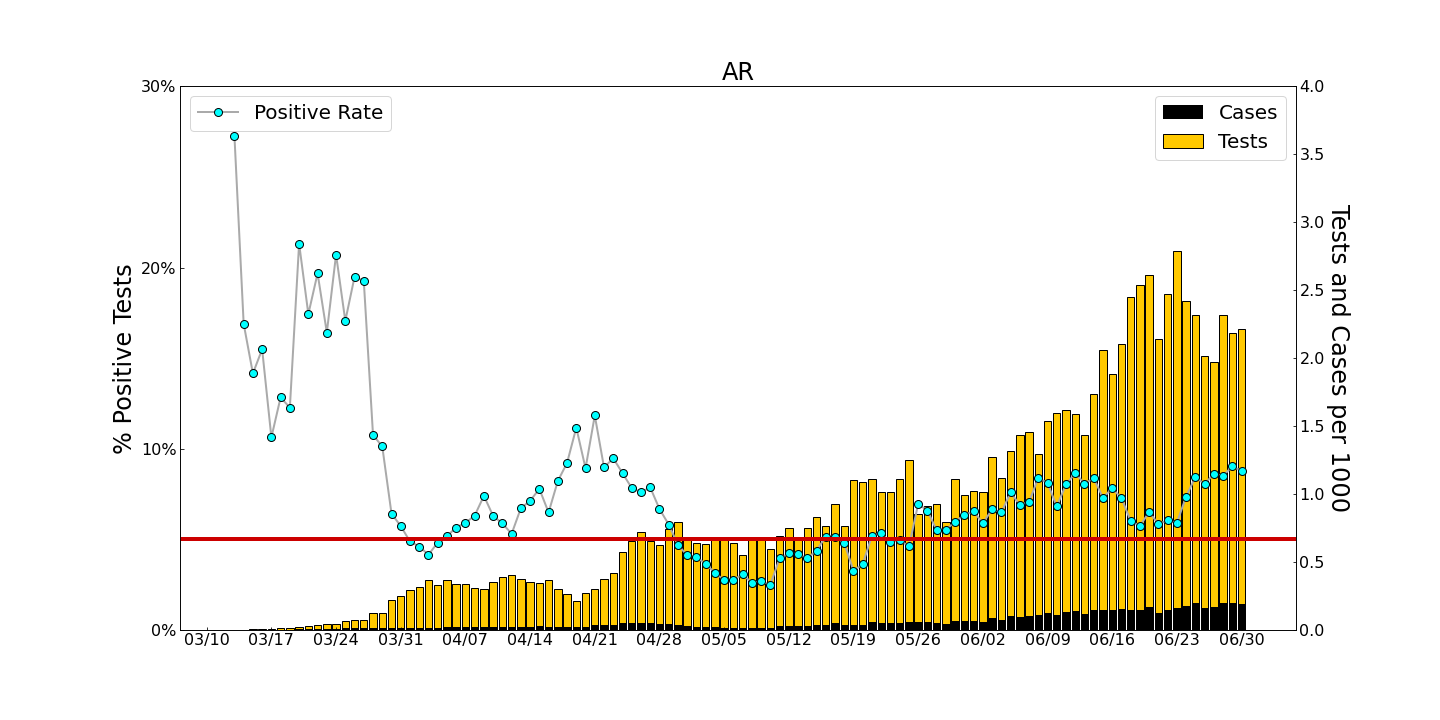 AR
30%
20%
10%
0%
% Positive Tests
Positive Rate
Cases
Tests
4.0
3.5
3.0
2.5
2.0
1.5
1.0
0.5
0.0
Tests and Cases per 1000
03/10 03/17 03/24 03/31 04/07 04/14 04/21 04/28 05/05 05/12 05/19 05/26 06/02 06/09 06/16 06/23 06/30